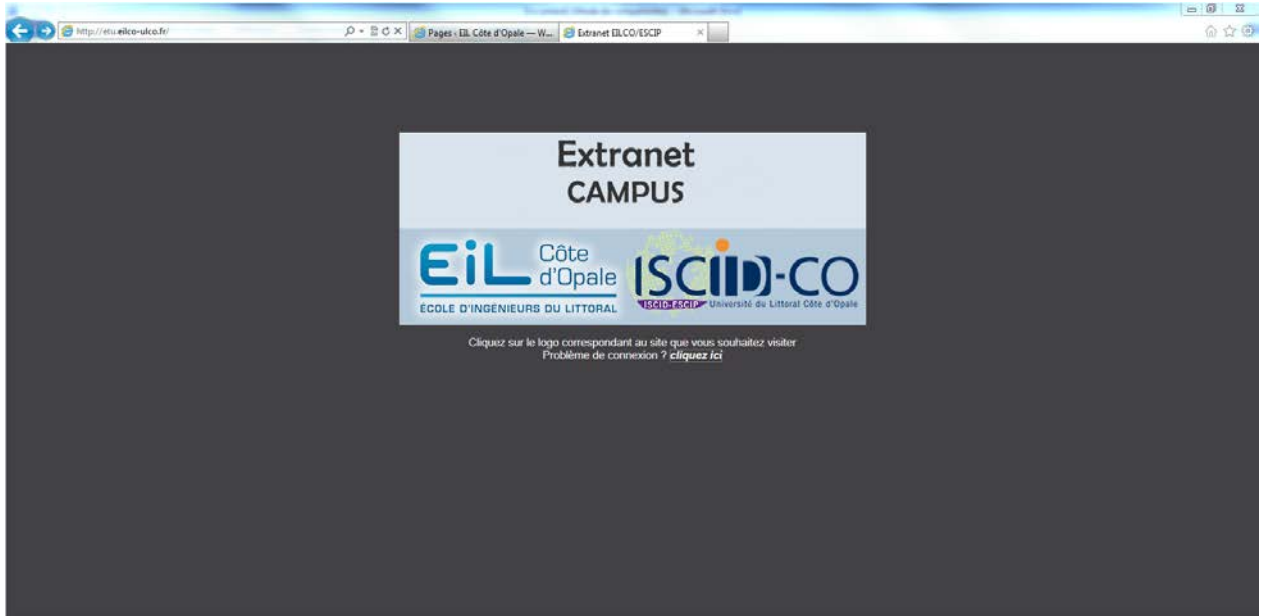 http://etu.eilco-ulco.fr/
Pages ‹ EIL Côte d'Opale — W...
Extranet EILCO/ESCIP
Extranet
CAMPUS
EiL Côte d'Opale
ÉCOLE D'INGÉNIEURS DU LITTORAL
ISCID-CO
ISCID-ESCIP Université du Littoral Côte d'Opale
Cliquez sur le logo correspondant au site que vous souhaitez visiter
Problème de connexion ? cliquez ici